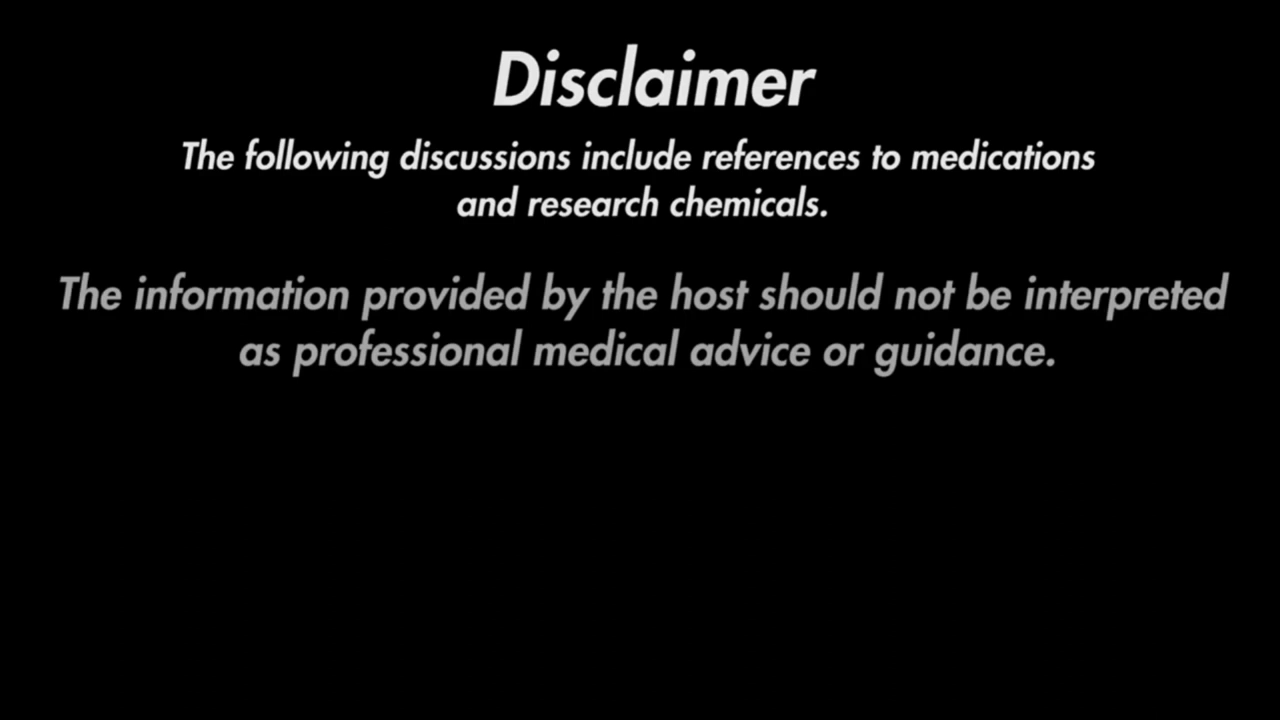 Disclaimer
The following discussions include references to medications
and research chemicals.
The information provided by the host should not be interpreted
as professional medical advice or guidance.